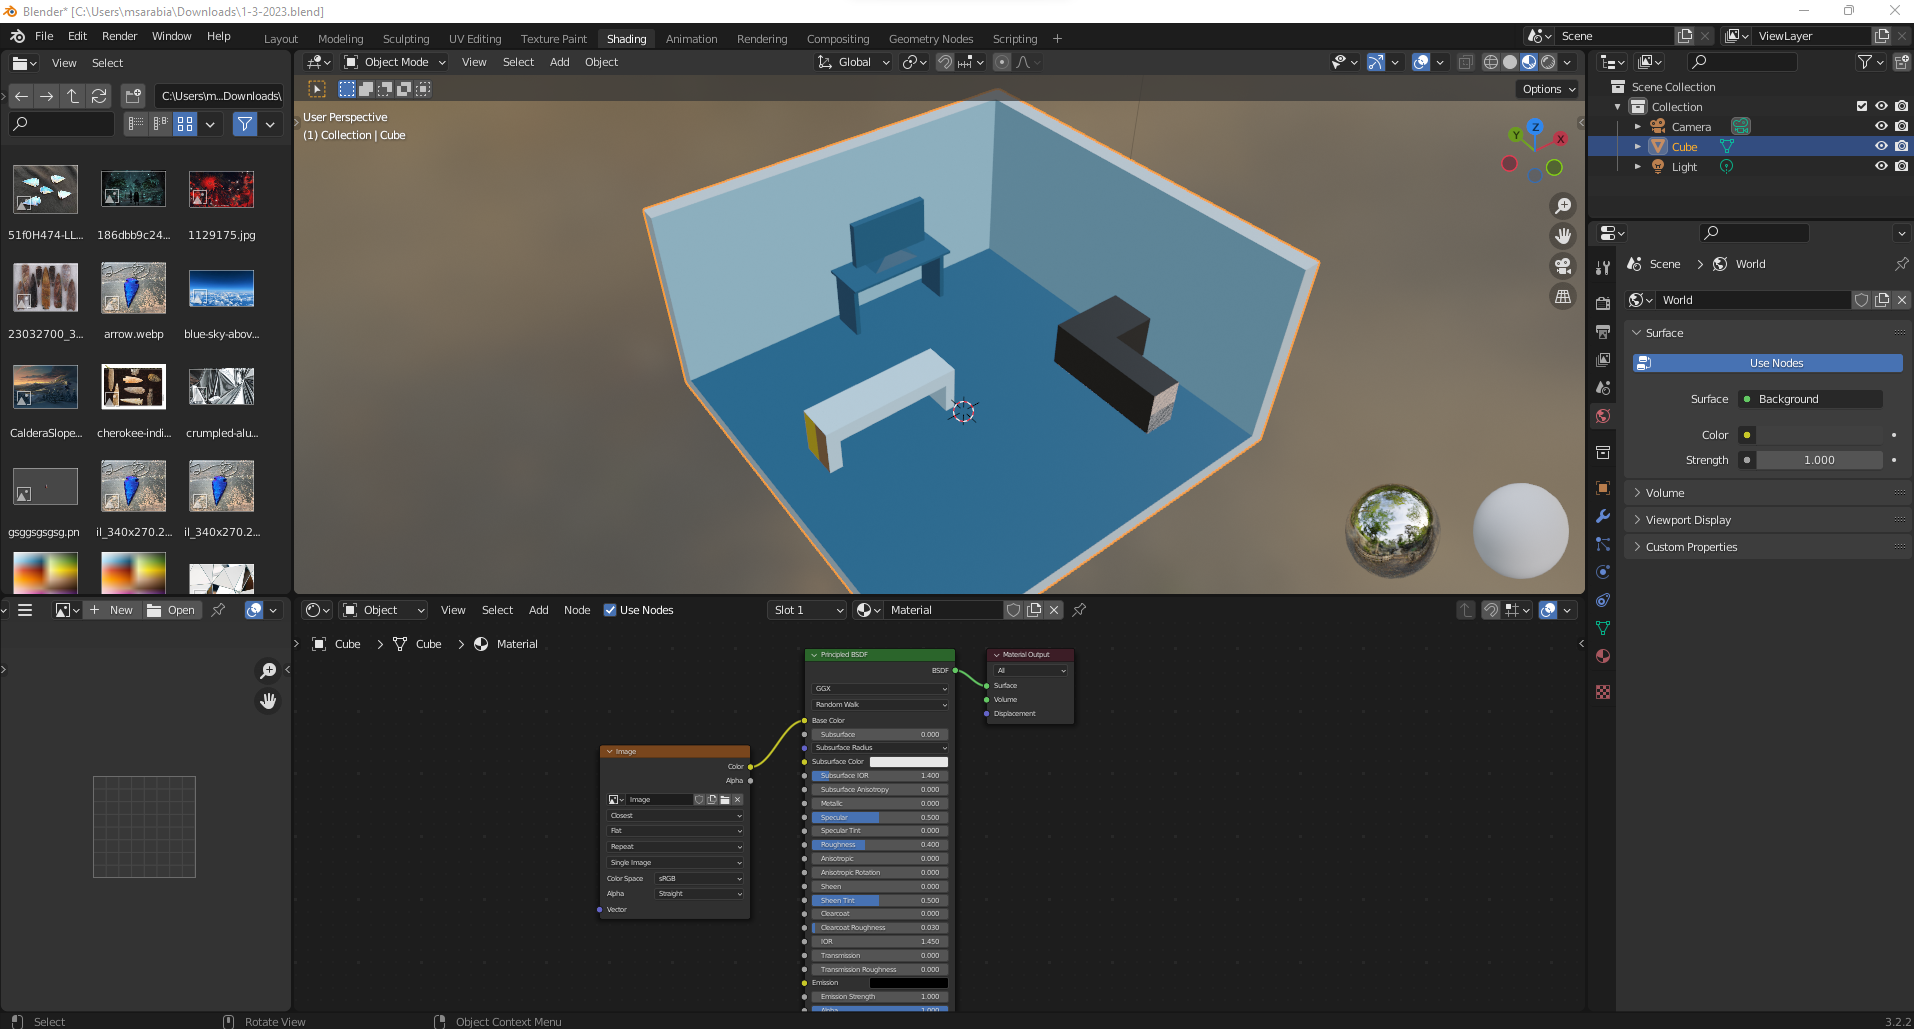 Blender* [C:\Users\msarabia\Downloads\1-3-2023.blend]
File Edit Render Window Help Layout Modeling Sculpting UV Editing Texture Paint Shading Animation Rendering Compositing Geometry Nodes Scripting + Scene ViewLayer
View Select
Object Mode View Select Add Object Global
C:\Users\m...Downloads\
Options
User Perspective
(1) Collection | Cube
Z
Y
X
51f0H474-LL... 186dbb9c24... 1129175.jpg
23032700_3... arrow.webp blue-sky-abov...
CalderaSlope... cherokee-indi... crumpled-alu...
gsggsgsgsg.pn il_340x270.2... il_340x270.2...
Scene Collection
Collection
Camera
Cube
Light
Scene > World
World
Surface
Use Nodes
Surface Background
Color
Strength 1.000
Volume
Viewport Display
Custom Properties
+ New Open
Object View Select Add Node Use Nodes Slot 1 Material
Cube > Cube > Material
Image
Color
Alpha
Image
Closest
Flat
Repeat
Single Image
Color Space sRGB
Alpha Straight
Vector
Principled BSDF
BSDF
GGX
Random Walk
Base Color
Subsurface 0.000
Subsurface Radius
Subsurface Color
Subsurface IOR 1.400
Subsurface Anisotropy 0.000
Metallic 0.000
Specular 0.500
Specular Tint 0.000
Roughness 0.400
Anisotropic 0.000
Anisotropic Rotation 0.000
Sheen 0.000
Sheen Tint 0.500
Clearcoat 0.000
Clearcoat Roughness 0.030
IOR 1.450
Transmission 0.000
Transmission Roughness 0.000
Emission
Emission Strength 1.000
Alpha 1.000
Material Output
All
Surface
Volume
Displacement
Select Rotate View Object Context Menu 3.2.2